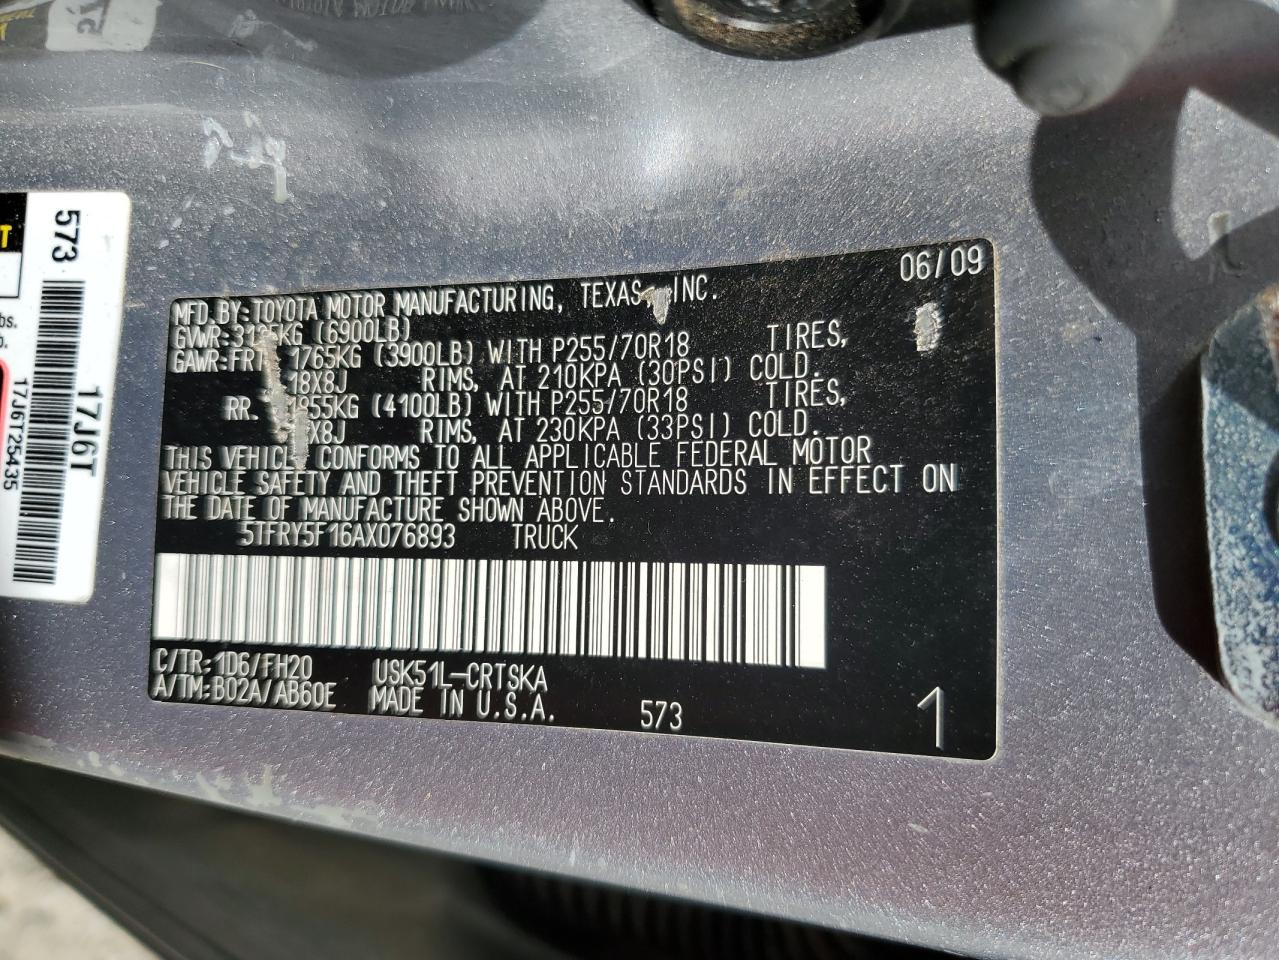 06/09
MFD. BY: TOYOTA MOTOR MANUFACTURING, TEXAS, INC.
GVWR: (6900LB)
GAWR: FRT. 1765KG (3900LB) WITH P255/70R18 TIRES,
18X8J RIMS, AT 210KPA (30PSI) COLD.
RR. (4100LB) WITH P255/70R18 TIRES,
RIMS, AT 230KPA (33PSI) COLD.
THIS VEHICLE CONFORMS TO ALL APPLICABLE FEDERAL MOTOR
VEHICLE SAFETY AND THEFT PREVENTION STANDARDS IN EFFECT ON
THE DATE OF MANUFACTURE SHOWN ABOVE.
5TFRY5F16AX076893 TRUCK
C/TR: 1D6/FH20 USK51L-CRTSKA
A/TM: B02A/AB60E MADE IN U.S.A. 573
1
573
17J6T
17J6T25435